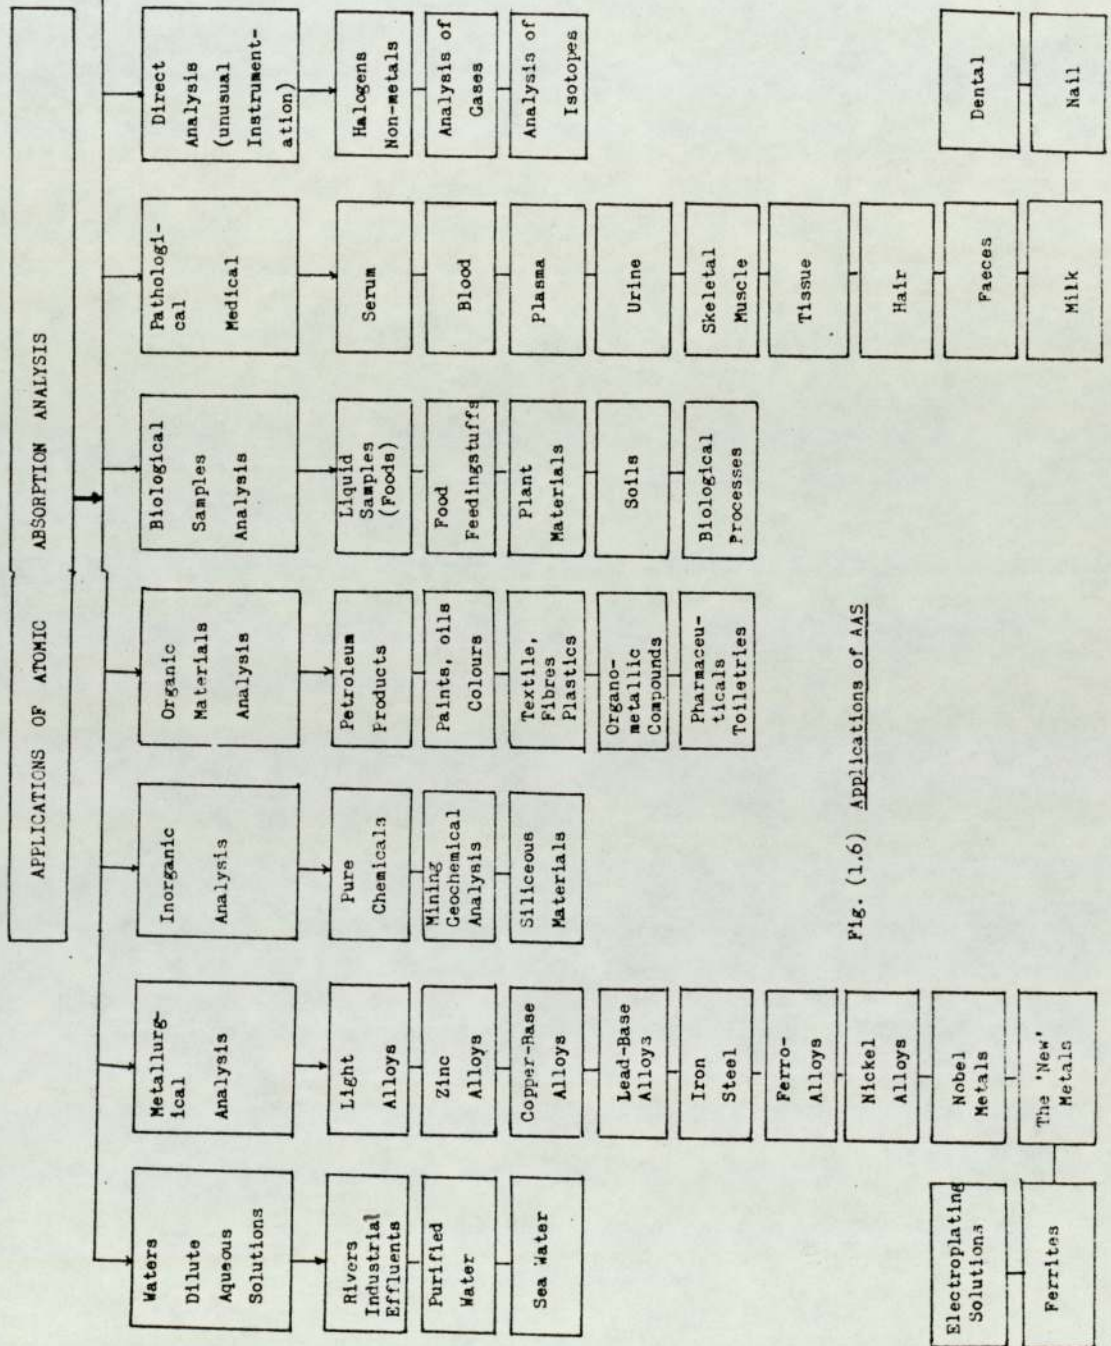 APPLICATIONS OF ATOMIC ABSORPTION ANALYSIS
Waters
Dilute
Aqueous
Solutions
Rivers
Industrial
Effluents
Purified
Water
Sea Water
Metallurg-
ical
Analysis
Light
Alloys
Zinc
Alloys
Copper-Base
Alloys
Lead-Base
Alloys
Iron
Steel
Ferro-
Alloys
Nickel
Alloys
Nobel
Metals
The 'New'
Metals
Electroplating
Solutions
Ferrites
Inorganic
Analysis
Pure
Chemicals
Mining
Geochemical
Analysis
Siliceous
Materials
Organic
Materials
Analysis
Petroleum
Products
Paints, oils
Colours
Textile,
Fibres
Plastics
Organo-
metallic
Compounds
Pharmaceu-
ticals
Toiletries
Biological
Samples
Analysis
Liquid
Samples
(Foods)
Food
Feedingstuffs
Plant
Materials
Soils
Biological
Processes
Pathologi-
cal
Medical
Serum
Blood
Plasma
Urine
Skeletal
Muscle
Tissue
Hair
Faeces
Milk
Dental
Nail
Direct
Analysis
(unusual
Instrument-
ation)
Halogens
Non-metals
Analysis of
Gases
Analysis of
Isotopes
Fig. (1.6) Applications of AAS